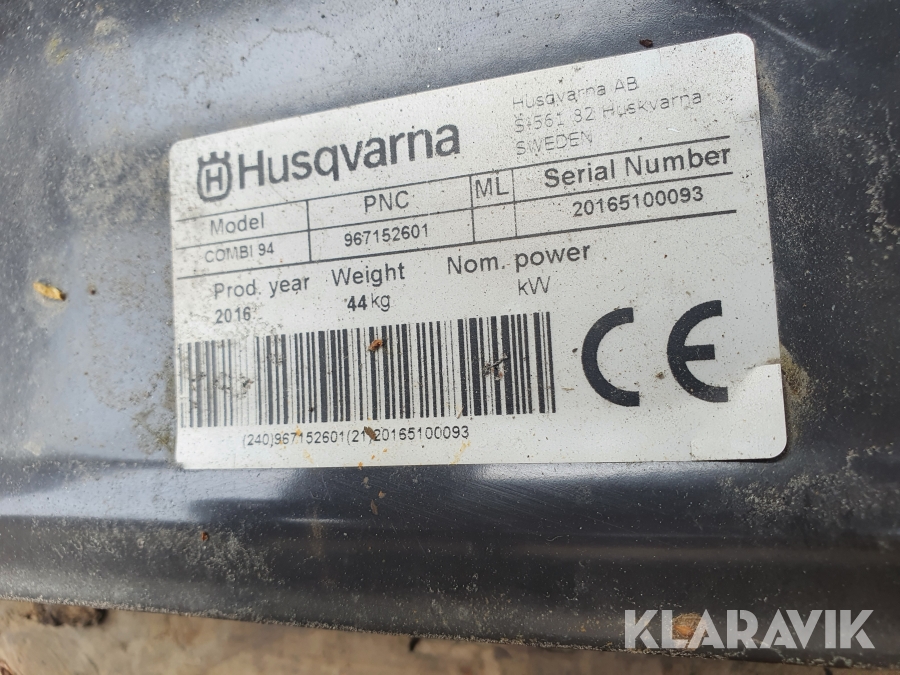 Husqvarna
Husqvarna AB
S-561 82 Huskvarna
SWEDEN
Model PNC ML Serial Number
COMBI 94 967152601 20165100093
Prod. year Weight Nom. power
2016 44 kg kW
CE
(240)967152601(21)20165100093
KLARAVIK